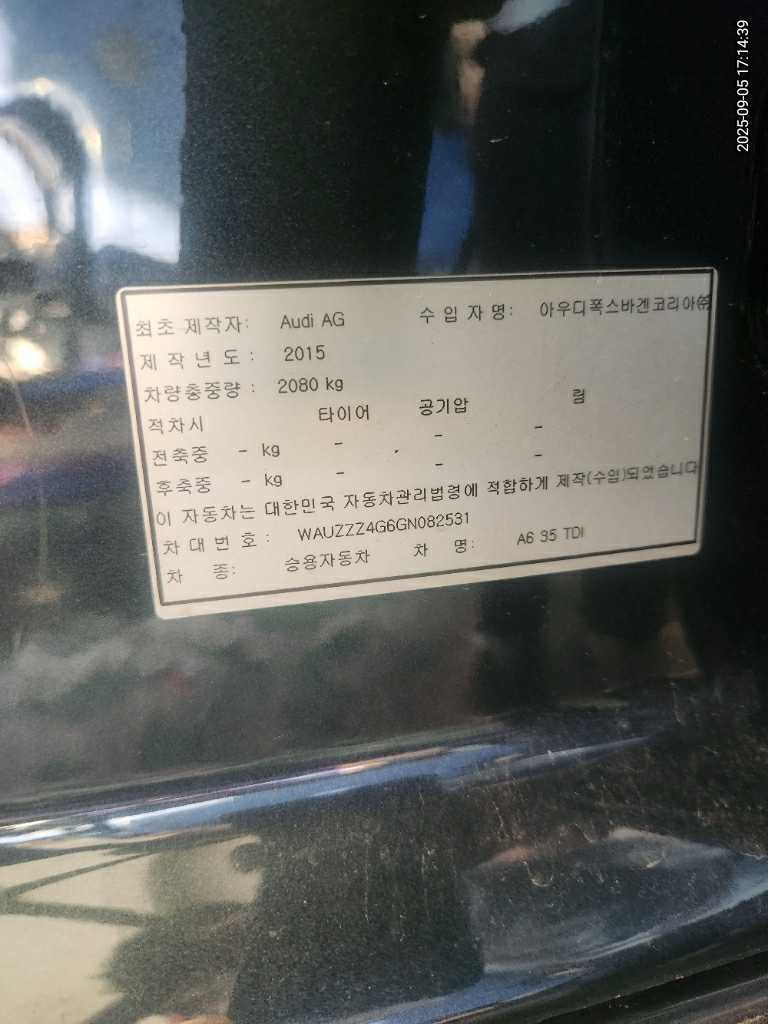 2025-09-05 17:14:39
최초 제작자: Audi AG 수 입 자 명: 아우디폭스바겐코리아㈜
제 작 년 도 : 2015
차량총중량 : 2080 kg
적차시 타이어 공기압 림
전축중 - kg - - -
후축중 - kg - - -
이 자동차는 대한민국 자동차관리법령에 적합하게 제작(수입)되었습니다
차 대 번 호 : WAUZZZ4G6GN082531
차 종: 승용자동차 차 명: A6 35 TDI